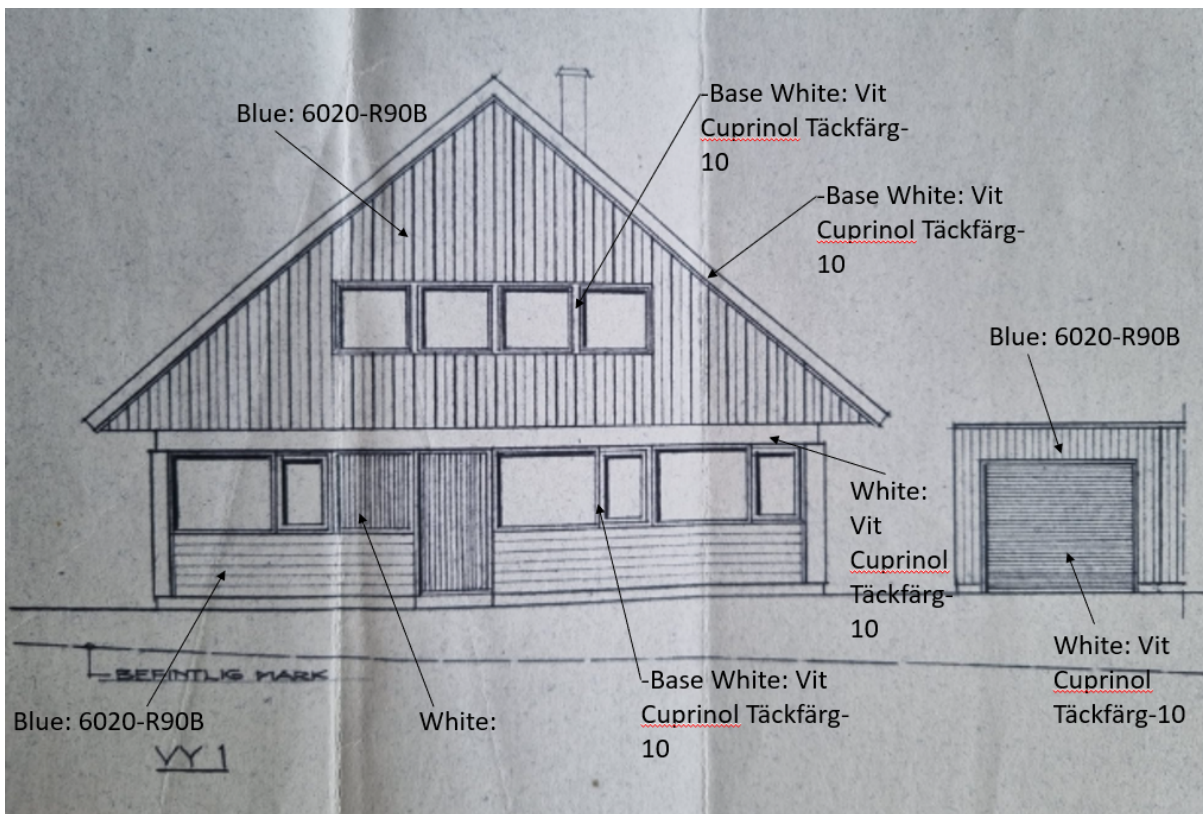 Blue: 6020-R90B
-Base White: Vit
Cuprinol Täckfärg-
10
-Base White: Vit
Cuprinol Täckfärg-
10
Blue: 6020-R90B
White:
Vit
Cuprinol
Täckfärg-
10
White: Vit
Cuprinol
Täckfärg-10
BEFINTLIG MARK
-Base White: Vit
Cuprinol Täckfärg-
10
Blue: 6020-R90B
White:
VY 1